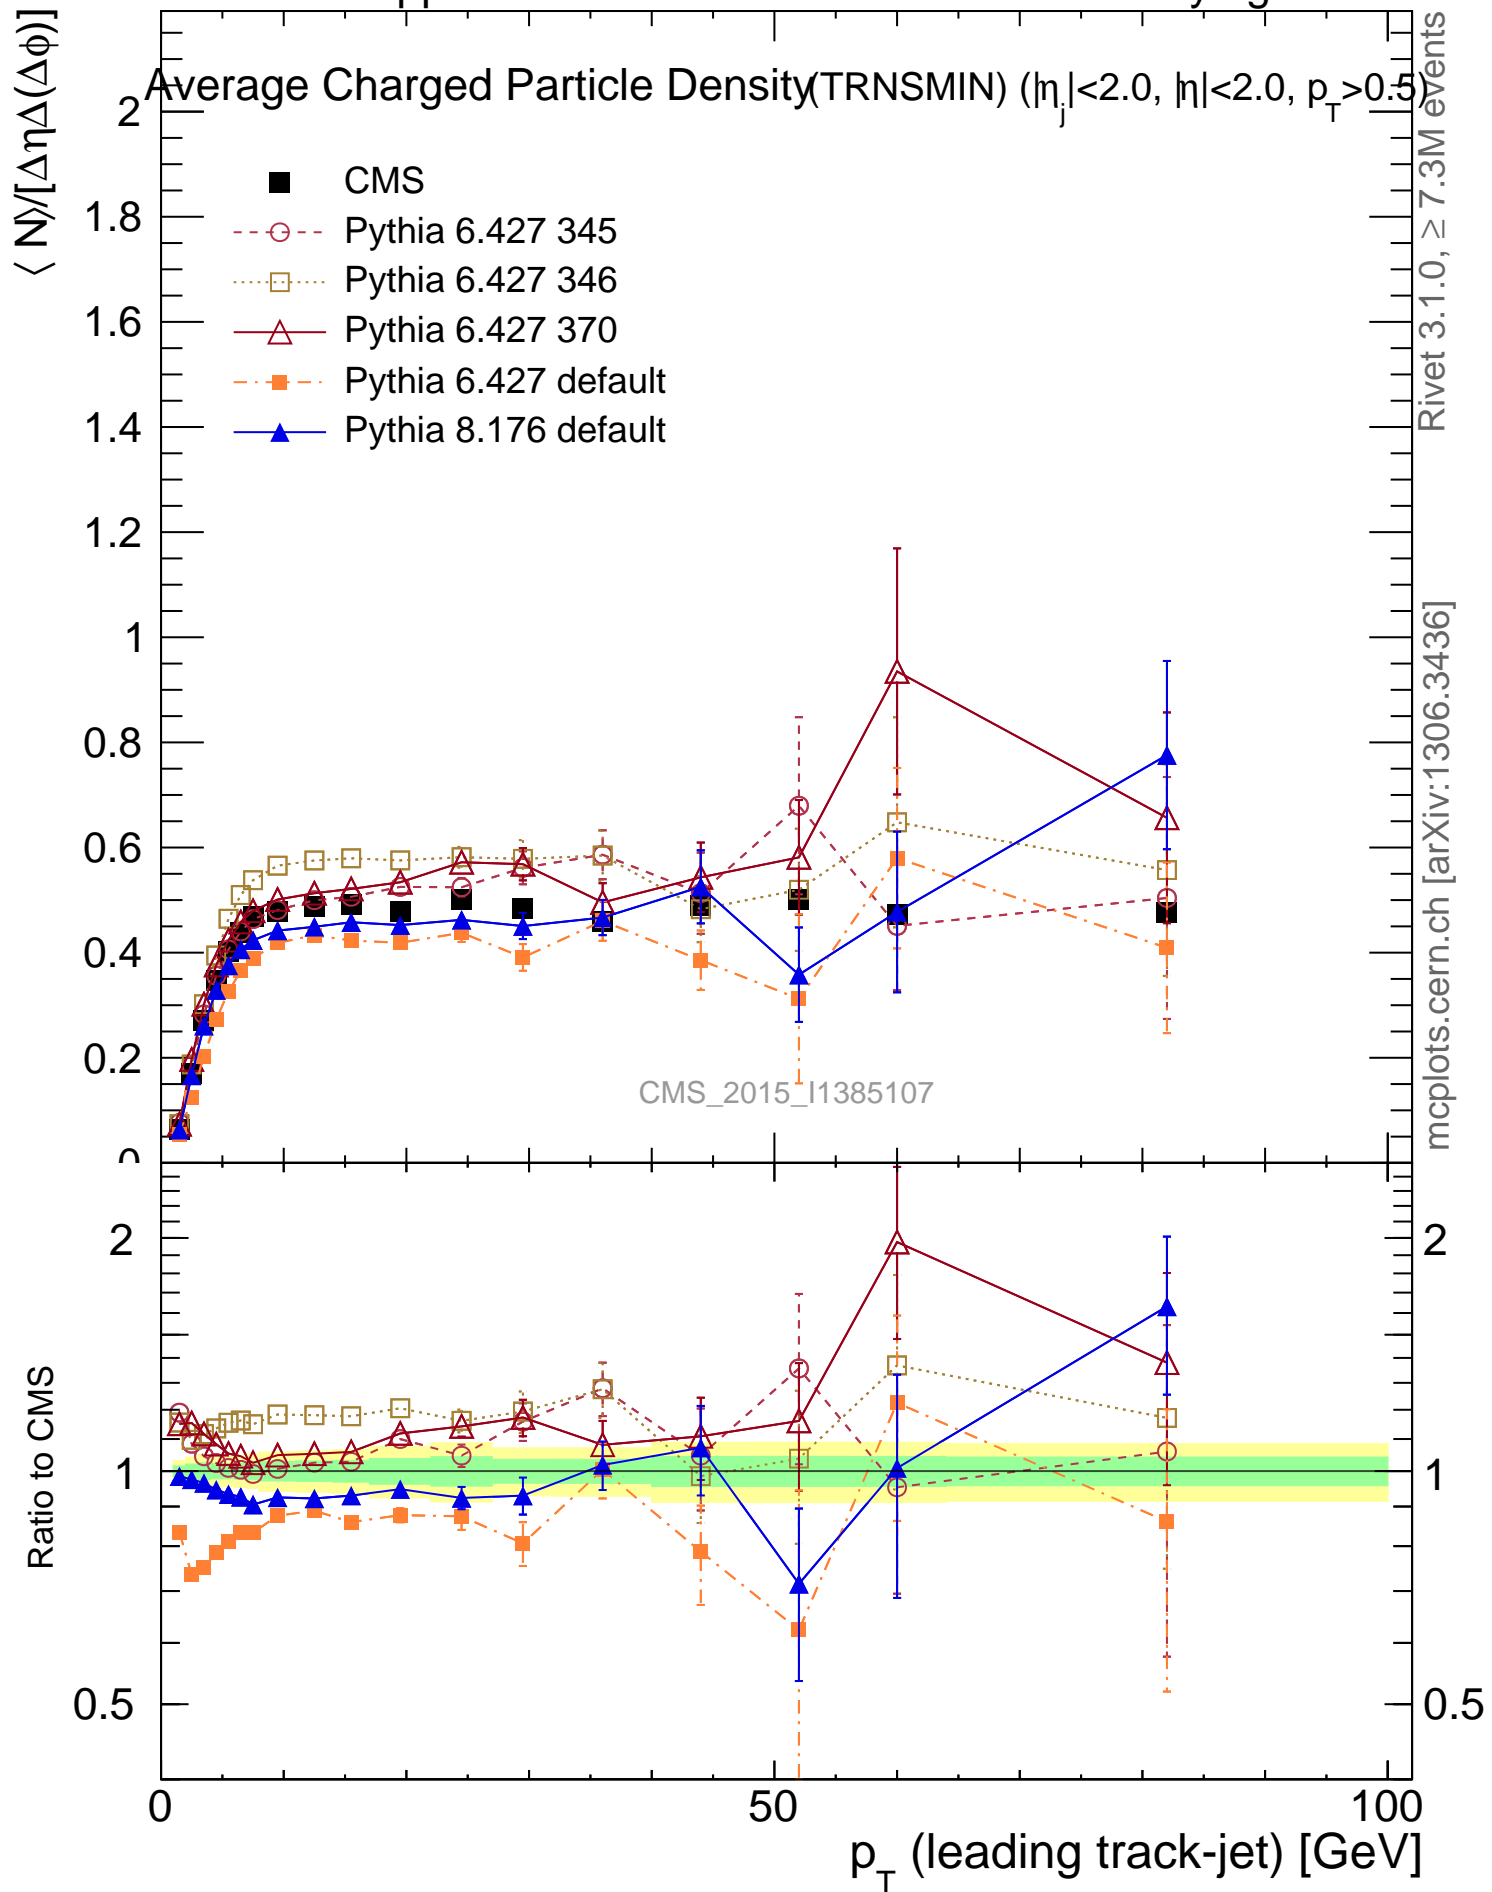 Average Charged Particle Density (TRNSMIN) (|ηj|<2.0, |η|<2.0, pT>0.5)
⟨ N⟩/[ΔηΔ(Δφ)]
CMS
Pythia 6.427 345
Pythia 6.427 346
Pythia 6.427 370
Pythia 6.427 default
Pythia 8.176 default
2
1.8
1.6
1.4
1.2
1
0.8
0.6
0.4
0.2
0
CMS_2015_I1385107
Rivet 3.1.0, ≥ 7.3M events
mcplots.cern.ch [arXiv:1306.3436]
Ratio to CMS
2
1
0.5
2
1
0.5
0
50
100
pT (leading track-jet) [GeV]